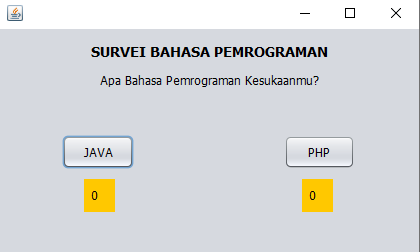 SURVEI BAHASA PEMROGRAMAN
Apa Bahasa Pemrograman Kesukaanmu?
JAVA PHP
0 0